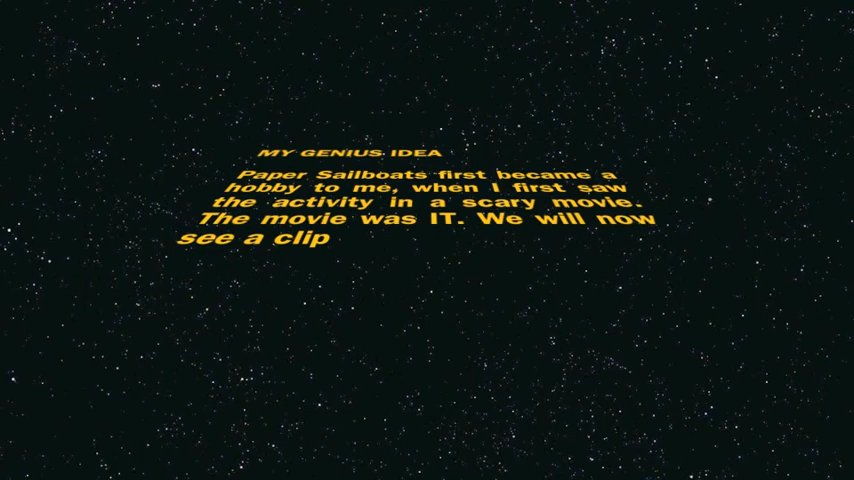 MY GENIUS IDEA
Paper Sailboats first became a
hobby to me, when I first saw
the activity in a scary movie.
The movie was IT. We will now
see a clip